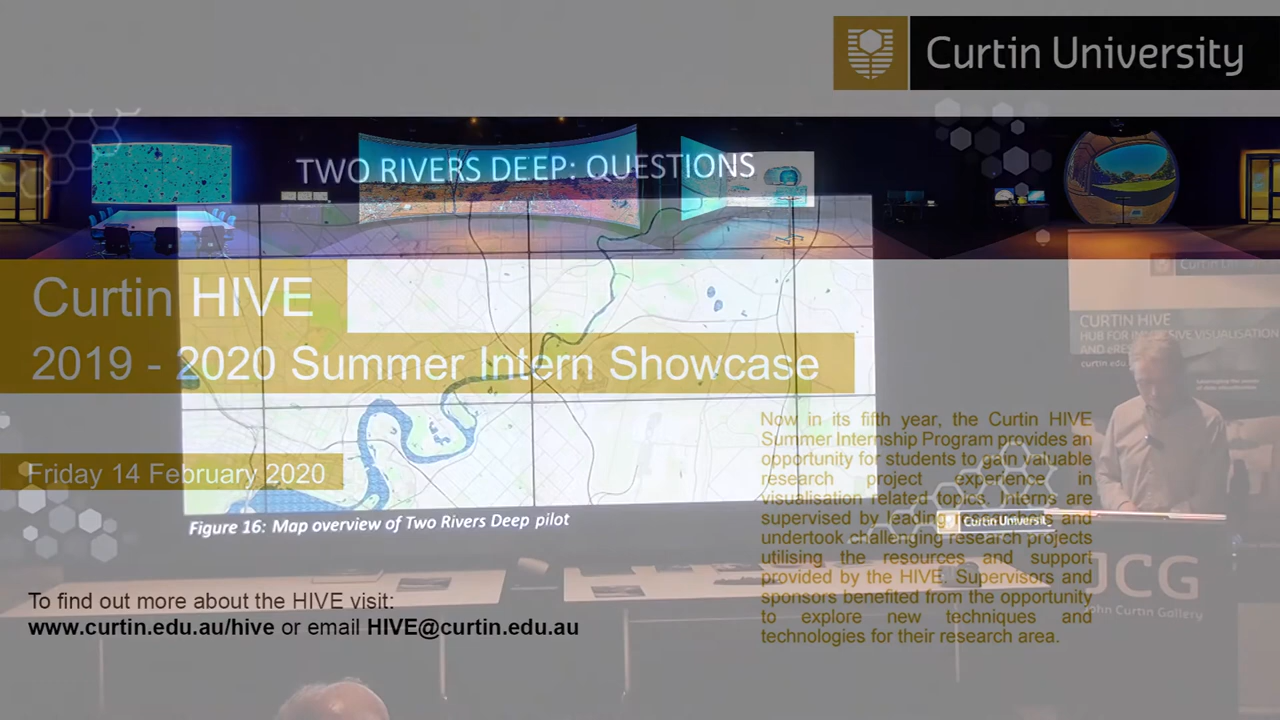 Curtin University
TWO RIVERS DEEP: QUESTIONS
Curtin HIVE
2019 - 2020 Summer Intern Showcase
Friday 14 February 2020
Figure 16: Map overview of Two Rivers Deep pilot
To find out more about the HIVE visit:
www.curtin.edu.au/hive or email HIVE@curtin.edu.au
Now in its fifth year, the Curtin HIVE
Summer Internship Program provides an
opportunity for students to gain valuable
research project experience in
visualisation related topics. Interns are
supervised by leading and
undertook challenging research projects
utilising the resources and support
provided by the HIVE. Supervisors and
sponsors benefited from the opportunity
to explore new techniques and
technologies for their research area.
CURTIN HIVE
HUB FOR VISUALISATION
AND
Curtin
JCG
John Curtin Gallery